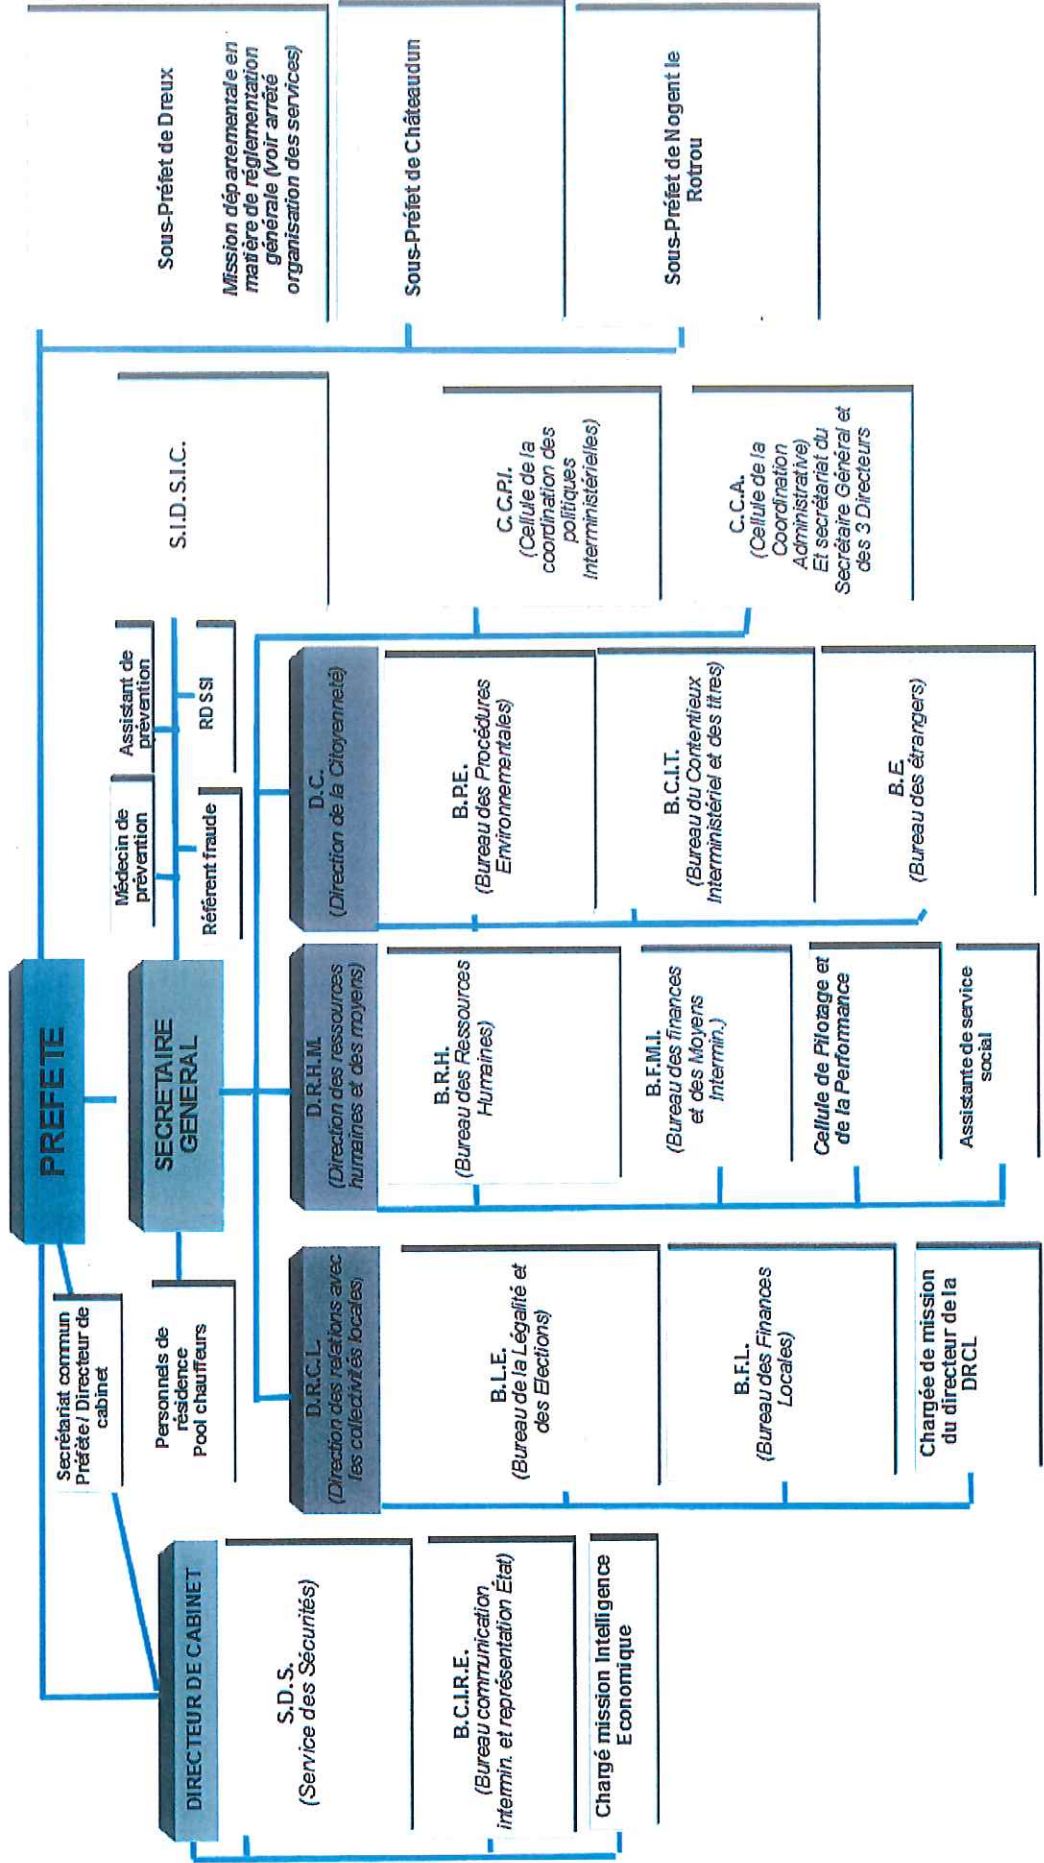 PREFETE
Secrétariat commun
Préfète / Directeur de
cabinet
SECRETAIRE
GENERAL
Personnels de
résidence
Pool chauffeurs
Médecin de
prévention
Assistant de
prévention
Référent fraude
RDSSI
DIRECTEUR DE CABINET
S.D.S.
(Service des Sécurités)
B.C.I.R.E.
(Bureau communication
intermin. et représentation État)
Chargé mission Intelligence
Economique
D.R.C.L.
(Direction des relations avec
les collectivités locales)
B.L.E.
(Bureau de la Légalité et
des Elections)
B.F.L.
(Bureau des Finances
Locales)
Chargée de mission
du directeur de la
DRCL
D.R.H.M.
(Direction des ressources
humaines et des moyens)
B.R.H.
(Bureau des Ressources
Humaines)
B.F.M.I.
(Bureau des finances
et des Moyens
Intermin.)
Cellule de Pilotage et
de la Performance
Assistante de service
social
D.C.
(Direction de la Citoyenneté)
B.P.E.
(Bureau des Procédures
Environnementales)
B.C.I.T.
(Bureau du Contentieux
Interministériel et des titres)
B.E.
(Bureau des étrangers)
S.I.D.S.I.C.
C.C.P.I.
(Cellule de la
coordination des
politiques
Interministérielles)
C.C.A.
(Cellule de la
Coordination
Administrative)
Et secrétariat du
Secrétaire Général et
des 3 Directeurs
Sous-Préfet de Dreux
Mission départementale en
matière de réglementation
générale (voir arrêté
organisation des services)
Sous-Préfet de Châteaudun
Sous-Préfet de Nogent le
Rotrou